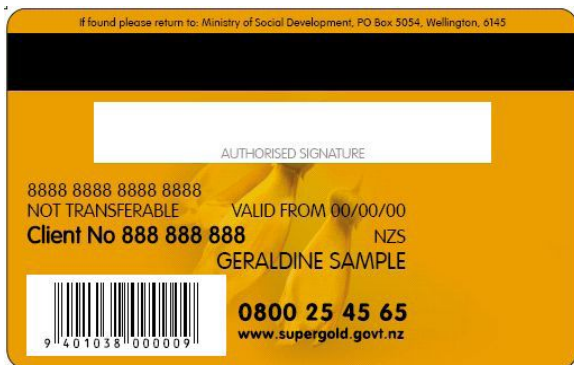 If found please return to: Ministry of Social Development, PO Box 5054, Wellington, 6145
AUTHORISED SIGNATURE
8888 8888 8888 8888
NOT TRANSFERABLE VALID FROM 00/00/00
Client No 888 888 888 NZS
GERALDINE SAMPLE
0800 25 45 65
www.supergold.govt.nz
9 401038 000009